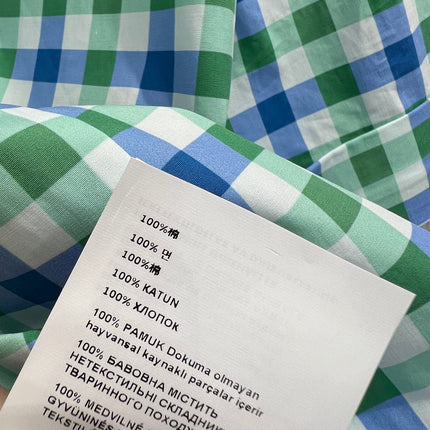 100%棉
100% 면
100%棉
100% KATUN
100% ХЛОПОК
100% PAMUK Dokuma olmayan
hayvansal kaynaklı parçalar içerir
100% БАВОВНА МІСТИТЬ
НЕТЕКСТИЛЬНІ СКЛАДНИКИ
ТВАРИННОГО ПОХОДЖ
100% MEDVILNĖ
GYVŪNINĖS
TEKSTIL